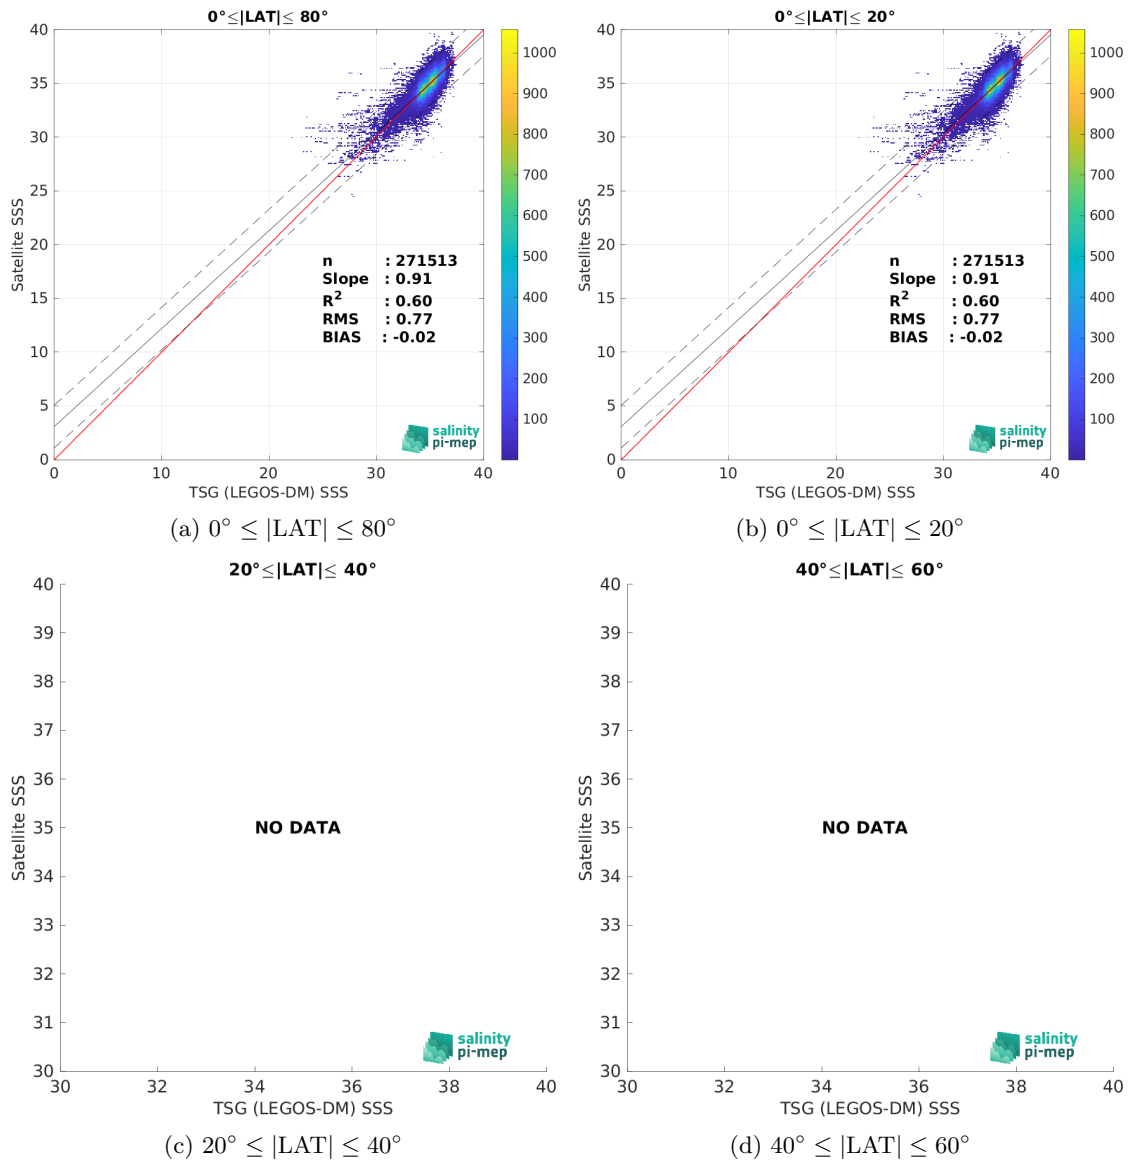 0°≤|LAT|≤ 80°
40
35
30
25
20
15
10
5
0
Satellite SSS
n : 271513
Slope : 0.91
R² : 0.60
RMS : 0.77
BIAS : -0.02
salinity
pi-mep
0 10 20 30 40
TSG (LEGOS-DM) SSS
1000
900
800
700
600
500
400
300
200
100
(a) 0° ≤ |LAT| ≤ 80°
0°≤|LAT|≤ 20°
40
35
30
25
20
15
10
5
0
Satellite SSS
n : 271513
Slope : 0.91
R² : 0.60
RMS : 0.77
BIAS : -0.02
salinity
pi-mep
0 10 20 30 40
TSG (LEGOS-DM) SSS
1000
900
800
700
600
500
400
300
200
100
(b) 0° ≤ |LAT| ≤ 20°
20°≤|LAT|≤ 40°
40
39
38
37
36
35
34
33
32
31
30
Satellite SSS
NO DATA
salinity
pi-mep
30 32 34 36 38 40
TSG (LEGOS-DM) SSS
(c) 20° ≤ |LAT| ≤ 40°
40°≤|LAT|≤ 60°
40
39
38
37
36
35
34
33
32
31
30
Satellite SSS
NO DATA
salinity
pi-mep
30 32 34 36 38 40
TSG (LEGOS-DM) SSS
(d) 40° ≤ |LAT| ≤ 60°